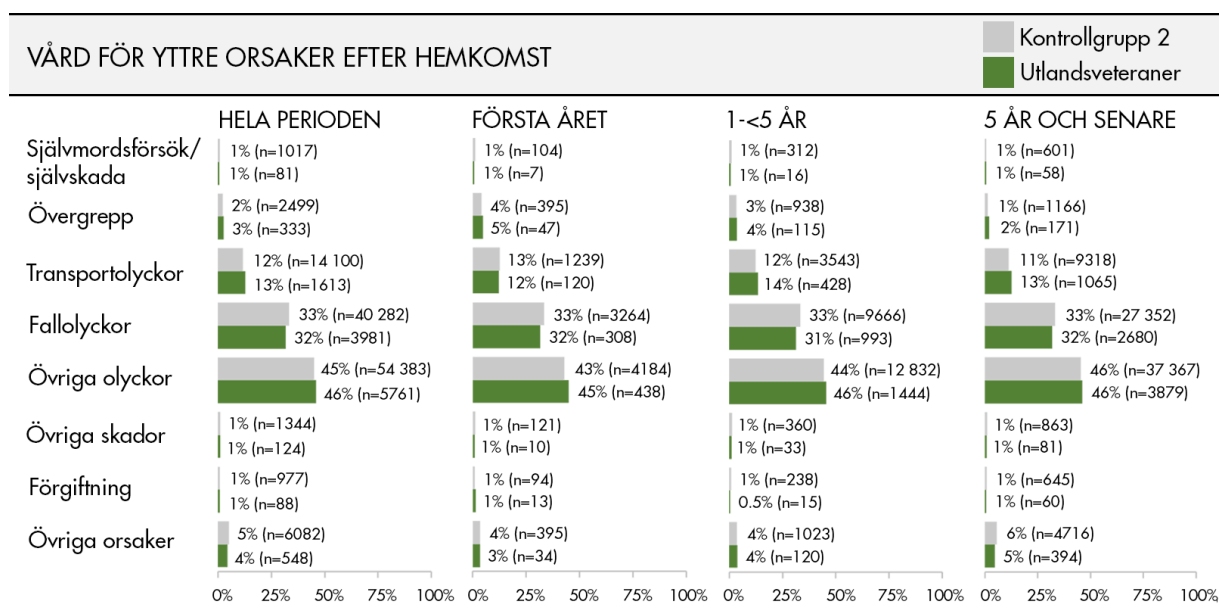 VÅRD FÖR YTTRE ORSAKER EFTER HEMKOMST
Kontrollgrupp 2
Utlandsveteraner
HELA PERIODEN FÖRSTA ÅRET 1-<5 ÅR 5 ÅR OCH SENARE
Självmordsförsök/
självskada
1% (n=1017) 1% (n=104) 1% (n=312) 1% (n=601)
1% (n=81) 1% (n=7) 1% (n=16) 1% (n=58)
Övergrepp
2% (n=2499) 4% (n=395) 3% (n=938) 1% (n=1166)
3% (n=333) 5% (n=47) 4% (n=115) 2% (n=171)
Transportolyckor
12% (n=14 100) 13% (n=1239) 12% (n=3543) 11% (n=9318)
13% (n=1613) 12% (n=120) 14% (n=428) 13% (n=1065)
Fallolyckor
33% (n=40 282) 33% (n=3264) 33% (n=9666) 33% (n=27 352)
32% (n=3981) 32% (n=308) 31% (n=993) 32% (n=2680)
Övriga olyckor
45% (n=54 383) 43% (n=4184) 44% (n=12 832) 46% (n=37 367)
46% (n=5761) 45% (n=438) 46% (n=1444) 46% (n=3879)
Övriga skador
1% (n=1344) 1% (n=121) 1% (n=360) 1% (n=863)
1% (n=124) 1% (n=10) 1% (n=33) 1% (n=81)
Förgiftning
1% (n=977) 1% (n=94) 1% (n=238) 1% (n=645)
1% (n=88) 1% (n=13) 0.5% (n=15) 1% (n=60)
Övriga orsaker
5% (n=6082) 4% (n=395) 4% (n=1023) 6% (n=4716)
4% (n=548) 3% (n=34) 4% (n=120) 5% (n=394)
0% 25% 50% 75% 100% 0% 25% 50% 75% 100% 0% 25% 50% 75% 100% 0% 25% 50% 75% 100%